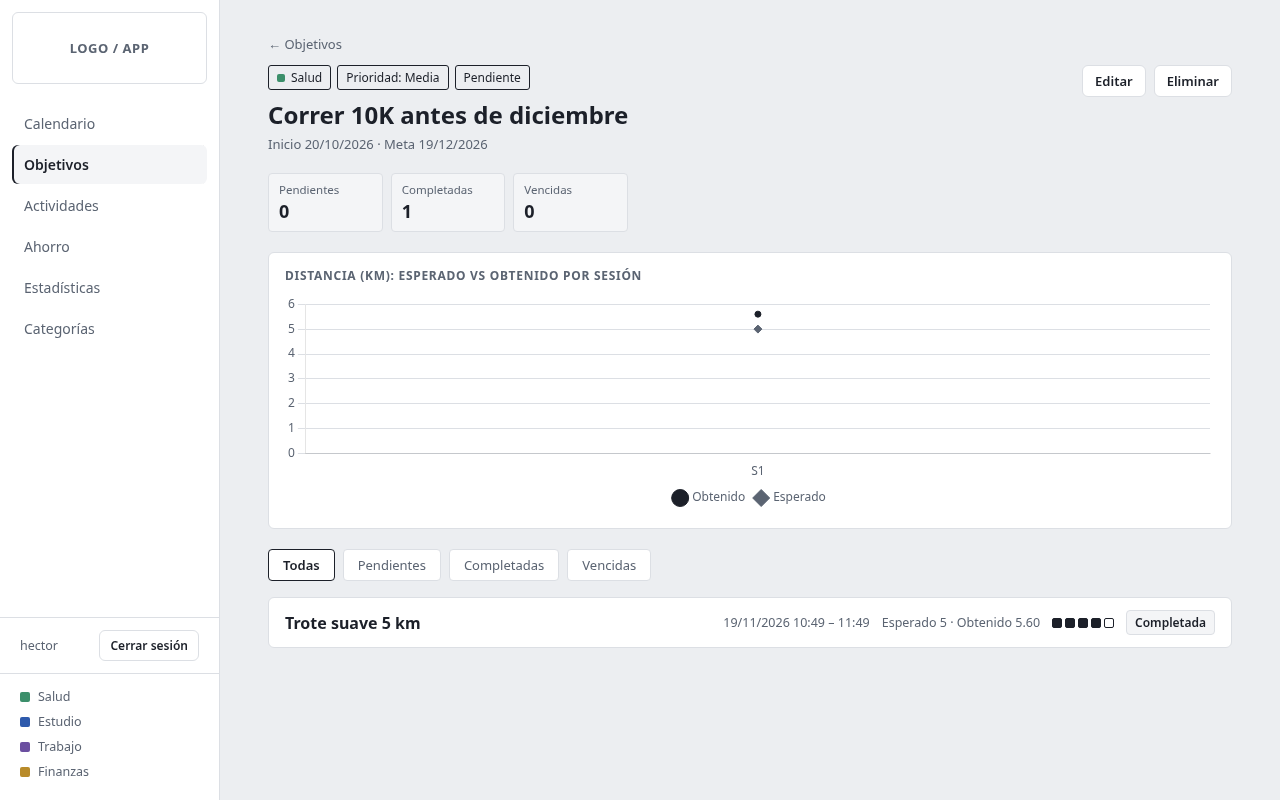 LOGO / APP
Calendario
Objetivos
Actividades
Ahorro
Estadísticas
Categorías
hector
Cerrar sesión
Salud
Estudio
Trabajo
Finanzas
← Objetivos
Salud
Prioridad: Media
Pendiente
Editar
Eliminar
Correr 10K antes de diciembre
Inicio 20/10/2026 · Meta 19/12/2026
Pendientes
0
Completadas
1
Vencidas
0
DISTANCIA (KM): ESPERADO VS OBTENIDO POR SESIÓN
6
5
4
3
2
1
0
S1
Obtenido
Esperado
Todas
Pendientes
Completadas
Vencidas
Trote suave 5 km
19/11/2026 10:49 – 11:49
Esperado 5 · Obtenido 5.60
Completada